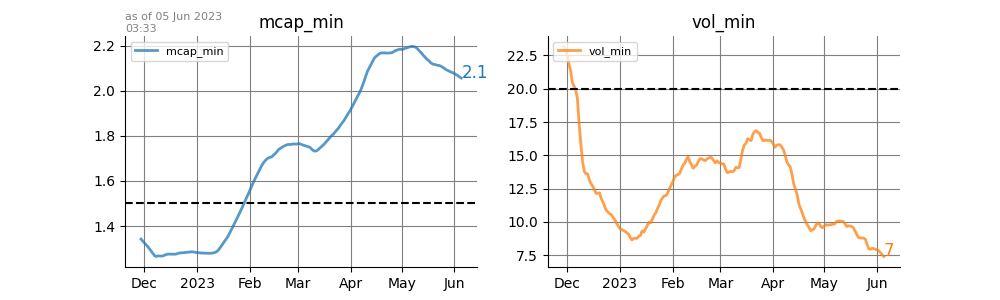 as of 05 Jun 2023
03:33
mcap_min
mcap_min
2.2
2.0
1.8
1.6
1.4
2.1
Dec 2023 Feb Mar Apr May Jun
vol_min
vol_min
22.5
20.0
17.5
15.0
12.5
10.0
7.5
7
Dec 2023 Feb Mar Apr May Jun